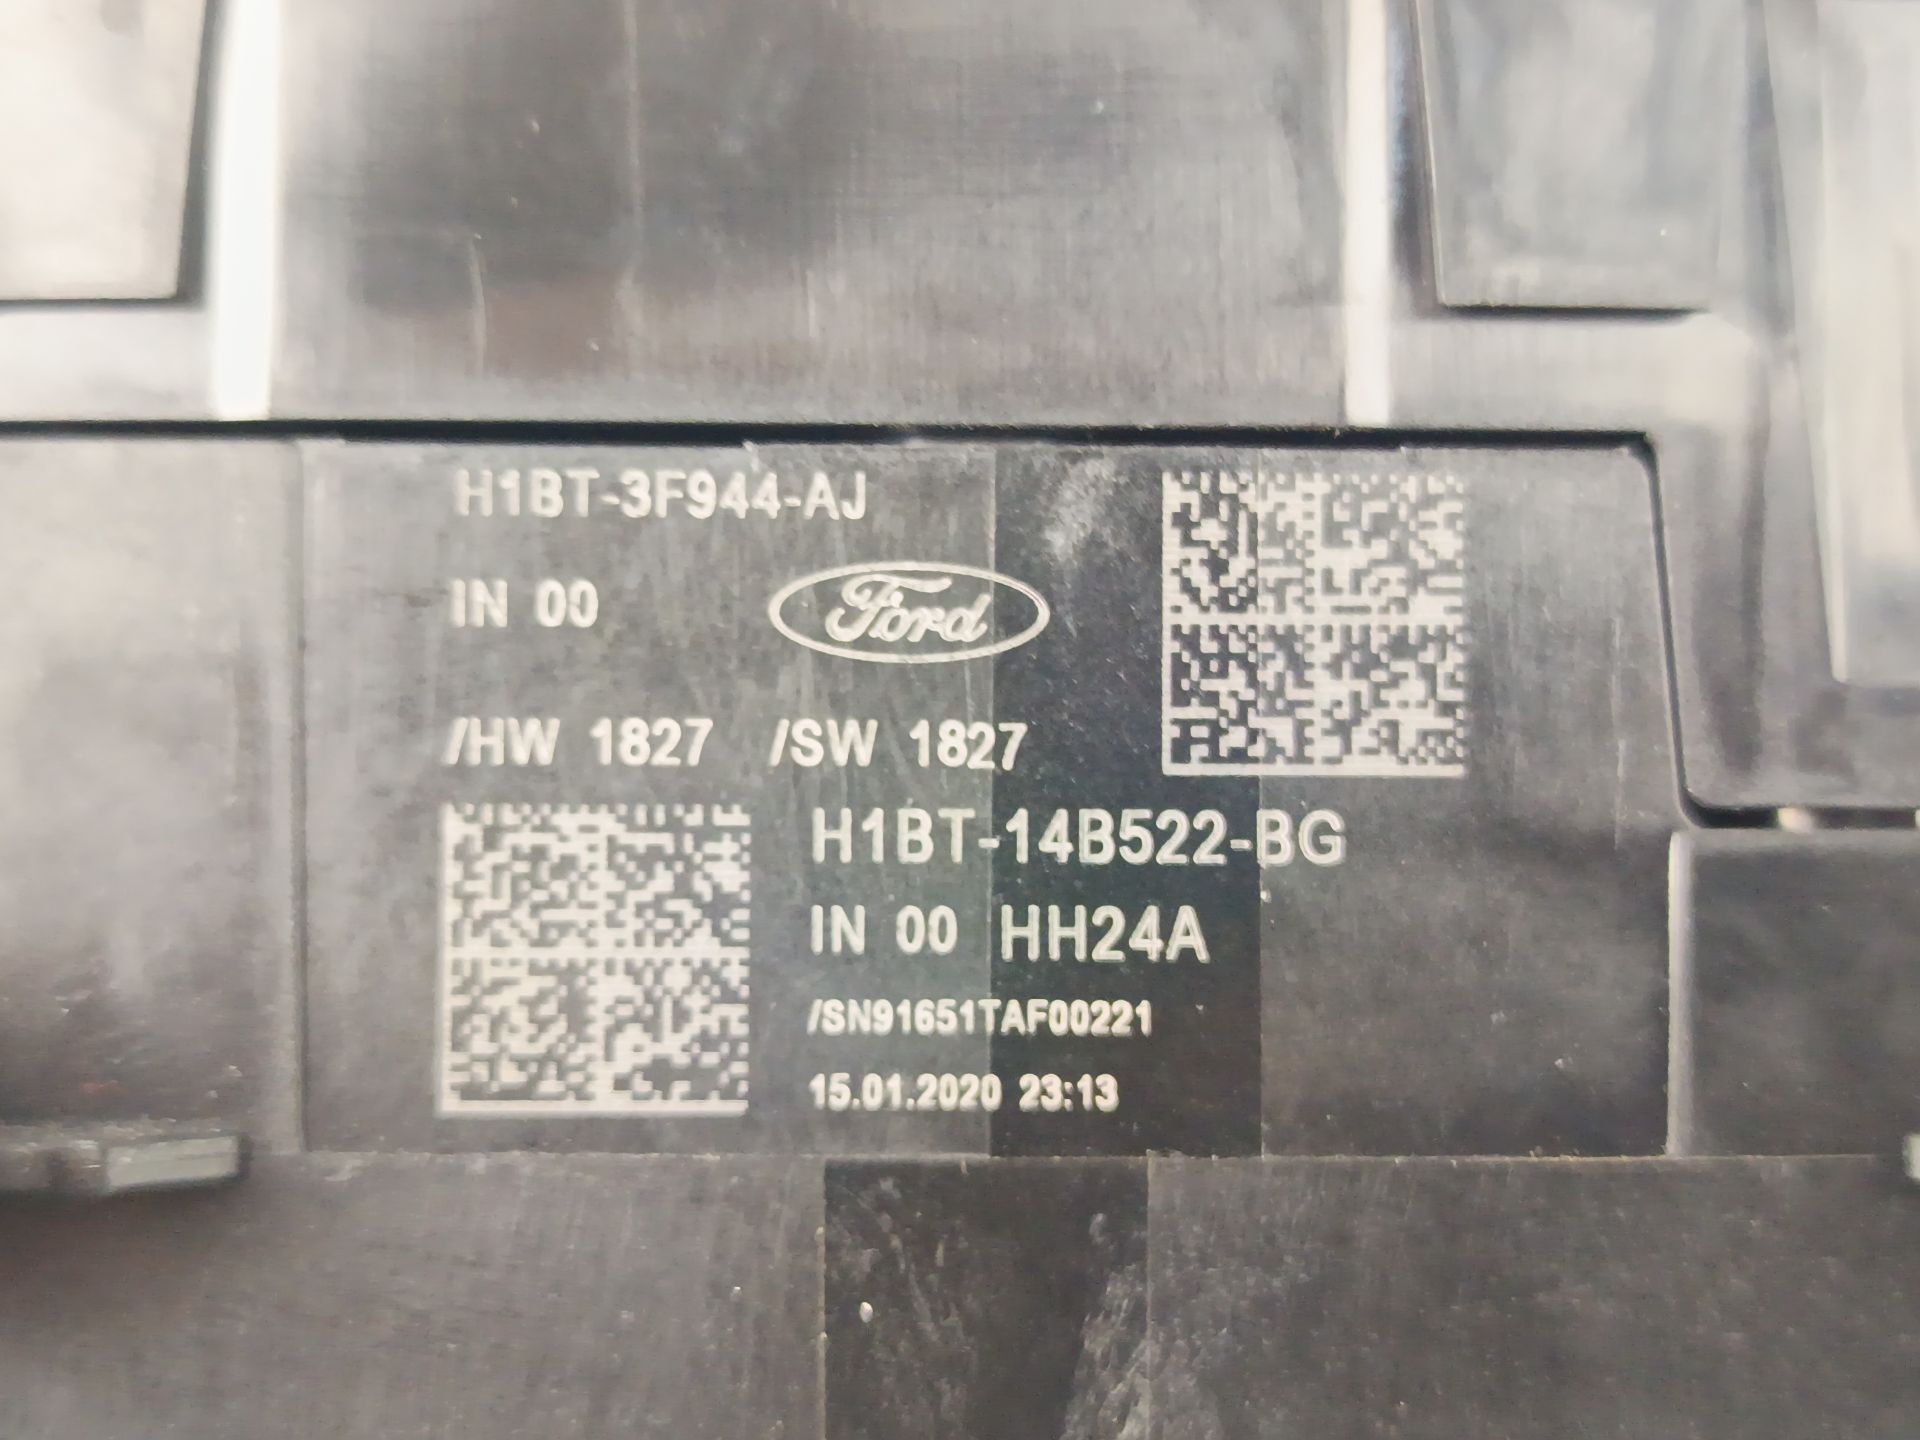 H1BT-3F944-AJ
IN 00
Ford
/HW 1827 /SW 1827
H1BT-14B522-BG
IN 00 HH24A
/SN91651TAF00221
15.01.2020 23:13